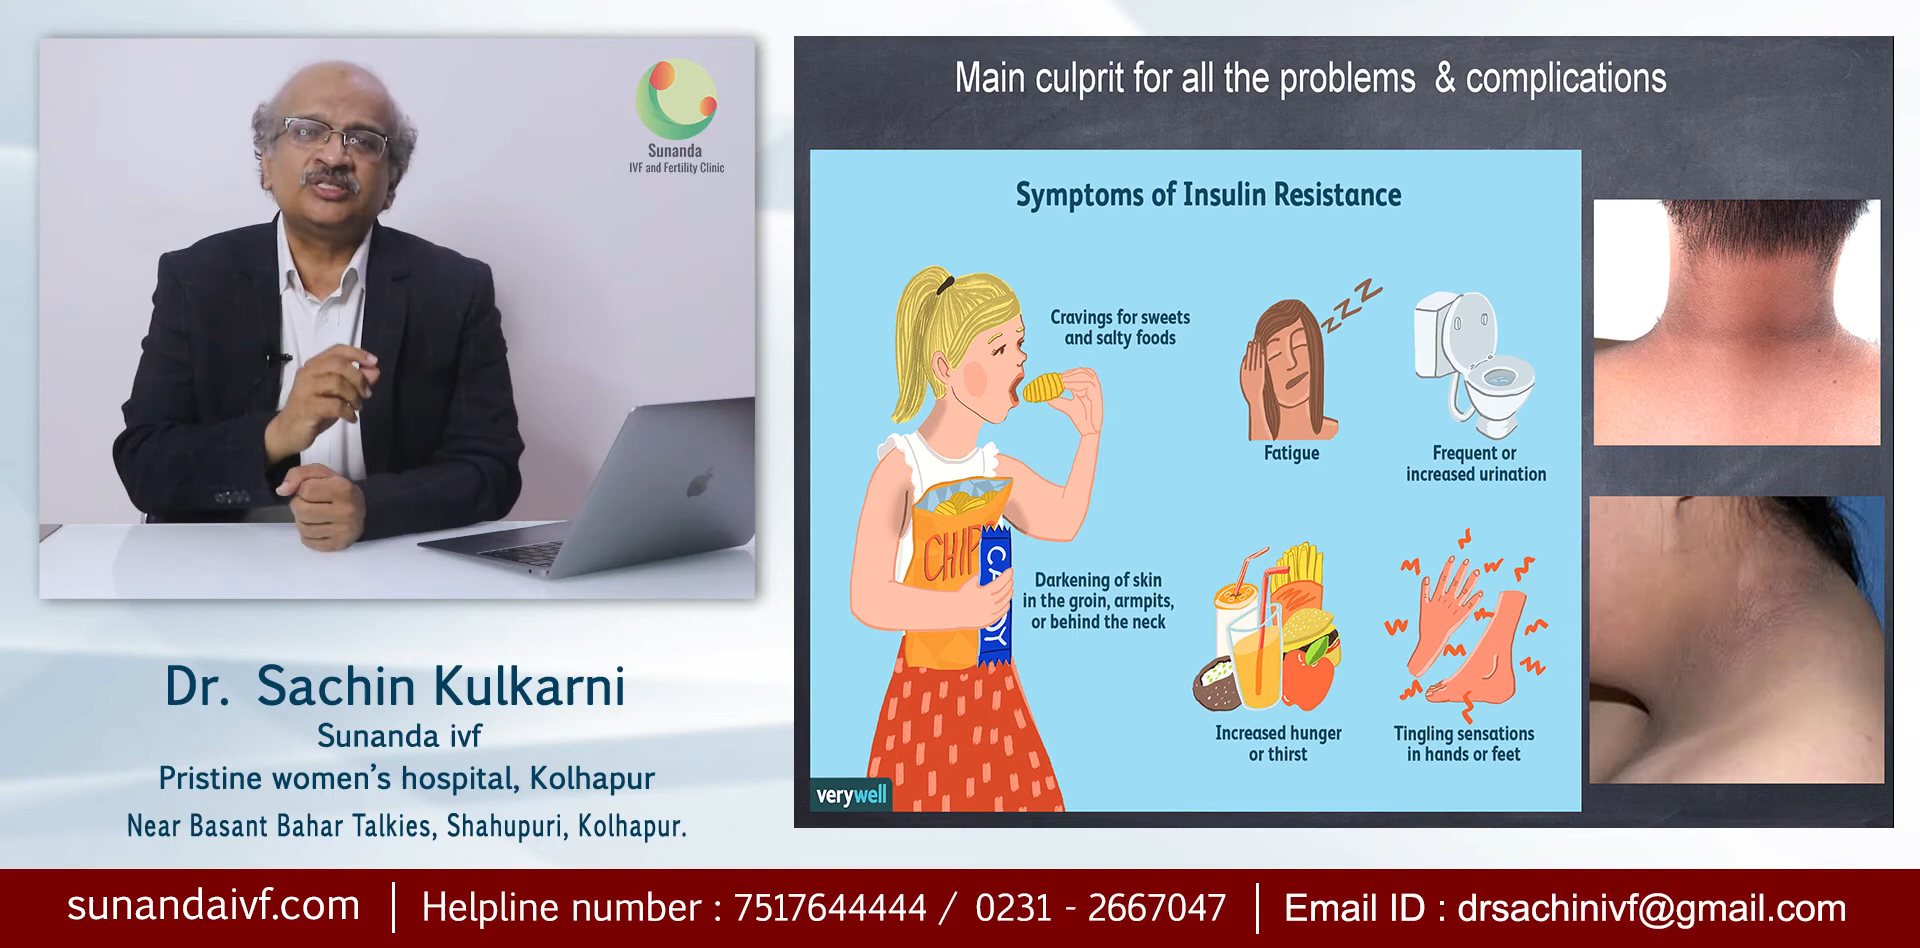 Sunanda
IVF and Fertility Clinic
Dr. Sachin Kulkarni
Sunanda ivf
Pristine women's hospital, Kolhapur
Near Basant Bahar Talkies, Shahupuri, Kolhapur.
Main culprit for all the problems & complications
Symptoms of Insulin Resistance
Cravings for sweets
and salty foods
Fatigue
Frequent or
increased urination
CHIP
CANDY
Darkening of skin
in the groin, armpits,
or behind the neck
Increased hunger
or thirst
Tingling sensations
in hands or feet
verywell
sunandaivf.com | Helpline number : 7517644444 / 0231 - 2667047 | Email ID : drsachinivf@gmail.com